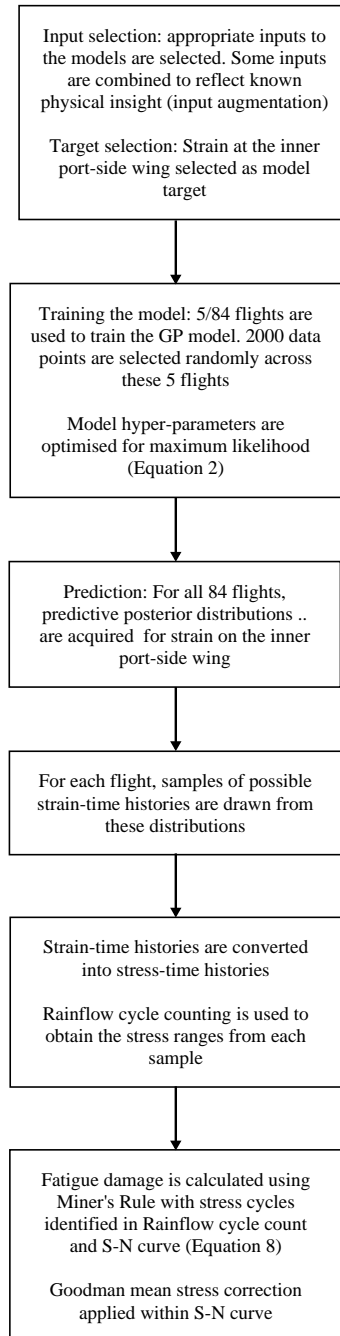 Input selection: appropriate inputs to
the models are selected. Some inputs
are combined to reflect known
physical insight (input augmentation)
Target selection: Strain at the inner
port-side wing selected as model
target
Training the model: 5/84 flights are
used to train the GP model. 2000 data
points are selected randomly across
these 5 flights
Model hyper-parameters are
optimised for maximum likelihood
(Equation 2)
Prediction: For all 84 flights,
predictive posterior distributions ..
are acquired for strain on the inner
port-side wing
For each flight, samples of possible
strain-time histories are drawn from
these distributions
Strain-time histories are converted
into stress-time histories
Rainflow cycle counting is used to
obtain the stress ranges from each
sample
Fatigue damage is calculated using
Miner's Rule with stress cycles
identified in Rainflow cycle count
and S-N curve (Equation 8)
Goodman mean stress correction
applied within S-N curve